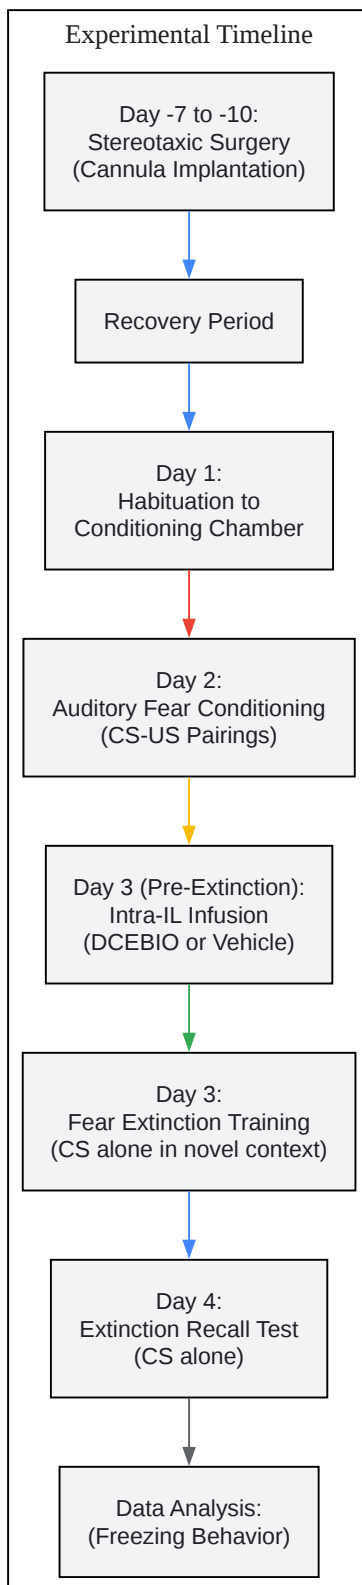 Experimental Timeline
Day -7 to -10:
Stereotaxic Surgery
(Cannula Implantation)
Recovery Period
Day 1:
Habituation to
Conditioning Chamber
Day 2:
Auditory Fear Conditioning
(CS-US Pairings)
Day 3 (Pre-Extinction):
Intra-IL Infusion
(DCEBIO or Vehicle)
Day 3:
Fear Extinction Training
(CS alone in novel context)
Day 4:
Extinction Recall Test
(CS alone)
Data Analysis:
(Freezing Behavior)